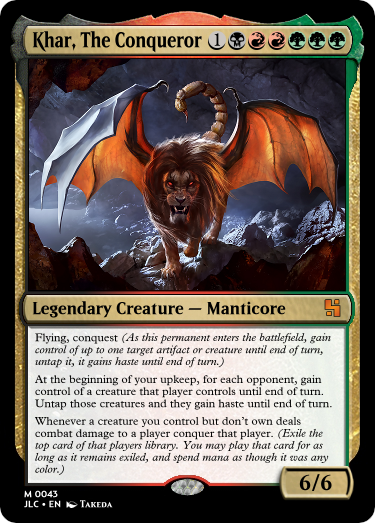 Khar, The Conqueror 1
Legendary Creature — Manticore
Flying, conquest (As this permanent enters the battlefield, gain
control of up to one target artifact or creature until end of turn,
untap it, it gains haste until end of turn.)
At the beginning of your upkeep, for each opponent, gain
control of a creature that player controls until end of turn.
Untap those creatures and they gain haste until end of turn.
Whenever a creature you control but don't own deals
combat damage to a player conquer that player. (Exile the
top card of that players library. You may play that card for as
long as it remains exiled, and spend mana as though it was any
color.)
6/6
M 0043
JLC • EN Takeda